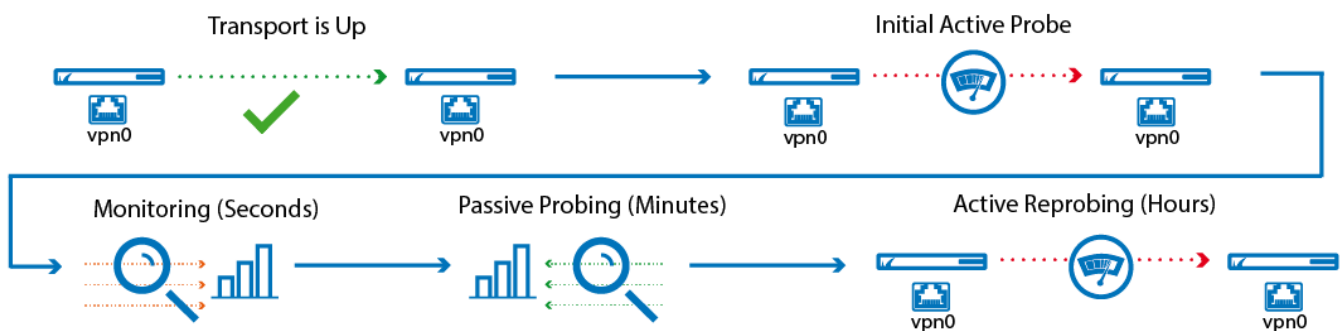 Transport is Up
Initial Active Probe
vpn0
vpn0
vpn0
vpn0
Monitoring (Seconds)
Passive Probing (Minutes)
Active Reprobing (Hours)
vpn0
vpn0